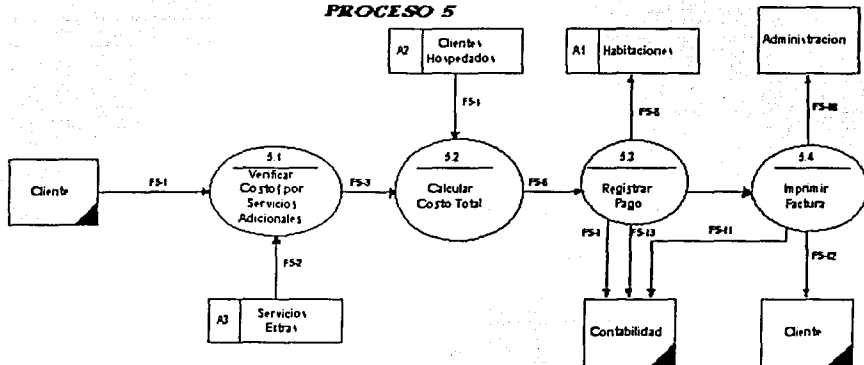 PROCESO 5
A2
Clientes
Hospedados
A1
Habitaciones
Administracion
F5-8
5.1
Verificar
Costos por
Servicios
Adicionales
5.2
Calcular
Costo Total
5.3
Registrar
Pago
5.4
Imprimir
Factura
Cliente
F5-1
F5-3
F5-6
F5-13
F5-11
F5-2
F5-12
A3
Servicios
Extras
Contabilidad
Cliente